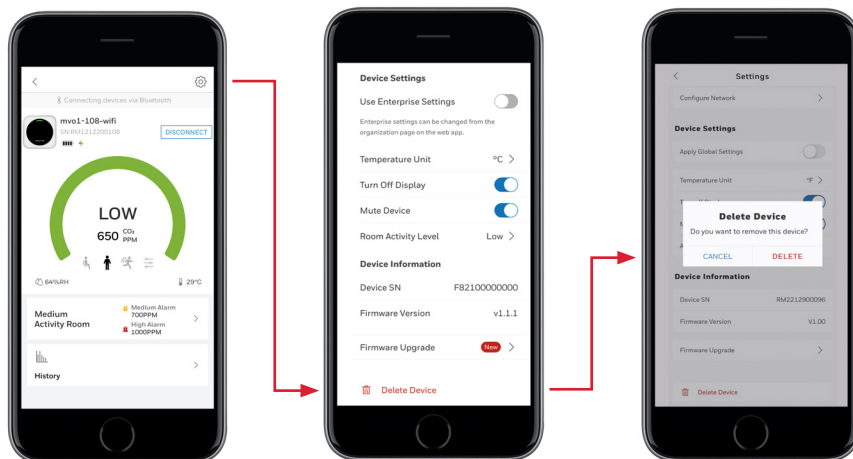 Connecting devices via Bluetooth
mvo1-108-wifi
SN:RM1212200108
DISCONNECT
LOW
650 CO₂ PPM
64%RH
29°C
Medium Activity Room
Medium Alarm
700PPM
High Alarm
1000PPM
History
Device Settings
Use Enterprise Settings
Enterprise settings can be changed from the
organization page on the web app.
Temperature Unit °C
Turn Off Display
Mute Device
Room Activity Level Low
Device Information
Device SN F82100000000
Firmware Version v1.1.1
Firmware Upgrade New
Delete Device
Settings
Configure Network
Device Settings
Apply Global Settings
Temperature Unit °F
Delete Device
Do you want to remove this device?
CANCEL DELETE
Device Information
Device SN RM2212900096
Firmware Version V1.00
Firmware Upgrade
Delete Device